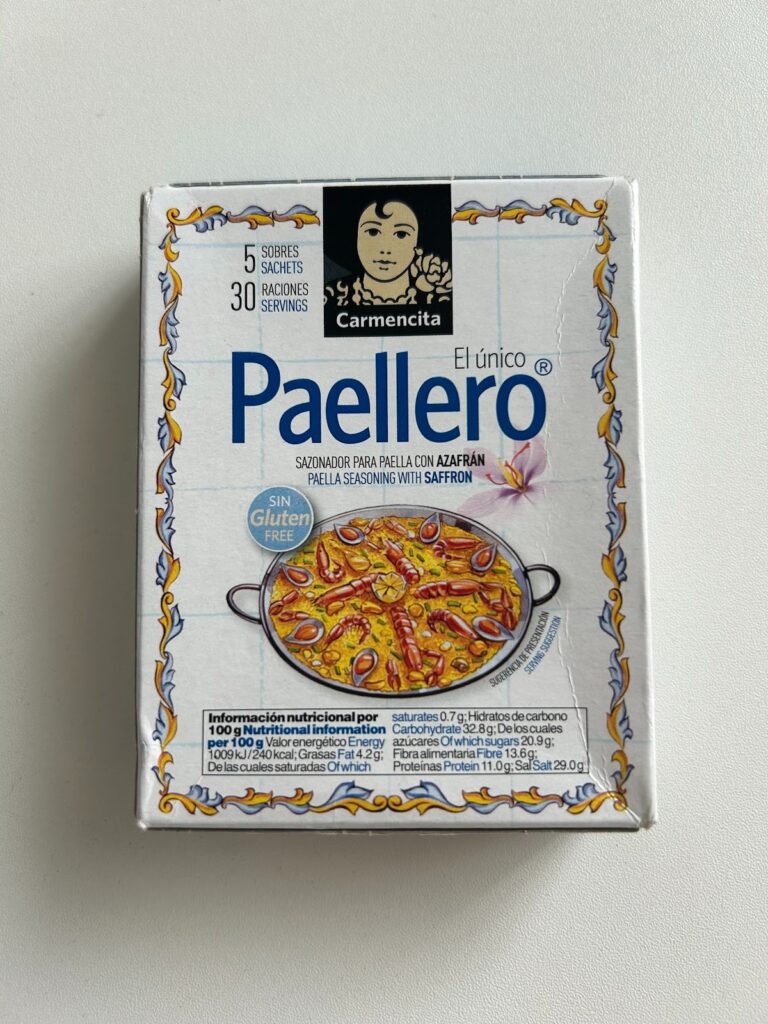 5 SOBRES
SACHETS
30 RACIONES
SERVINGS
Carmencita
El único
Paellero®
SAZONADOR PARA PAELLA CON AZAFRÁN
PAELLA SEASONING WITH SAFFRON
SIN
Gluten
FREE
SUGERENCIA DE PRESENTACIÓN
SERVING SUGGESTION
Información nutricional por
100 g Nutritional information
per 100 g Valor energético Energy
1009 kJ/240 kcal; Grasas Fat 4.2 g;
De las cuales saturadas Of which
saturates 0.7 g; Hidratos de carbono
Carbohydrate 32.8 g; De los cuales
azúcares Of which sugars 20.9 g;
Fibra alimentaria Fibre 13.6 g;
Proteínas Protein 11.0 g; Sal Salt 29.0 g